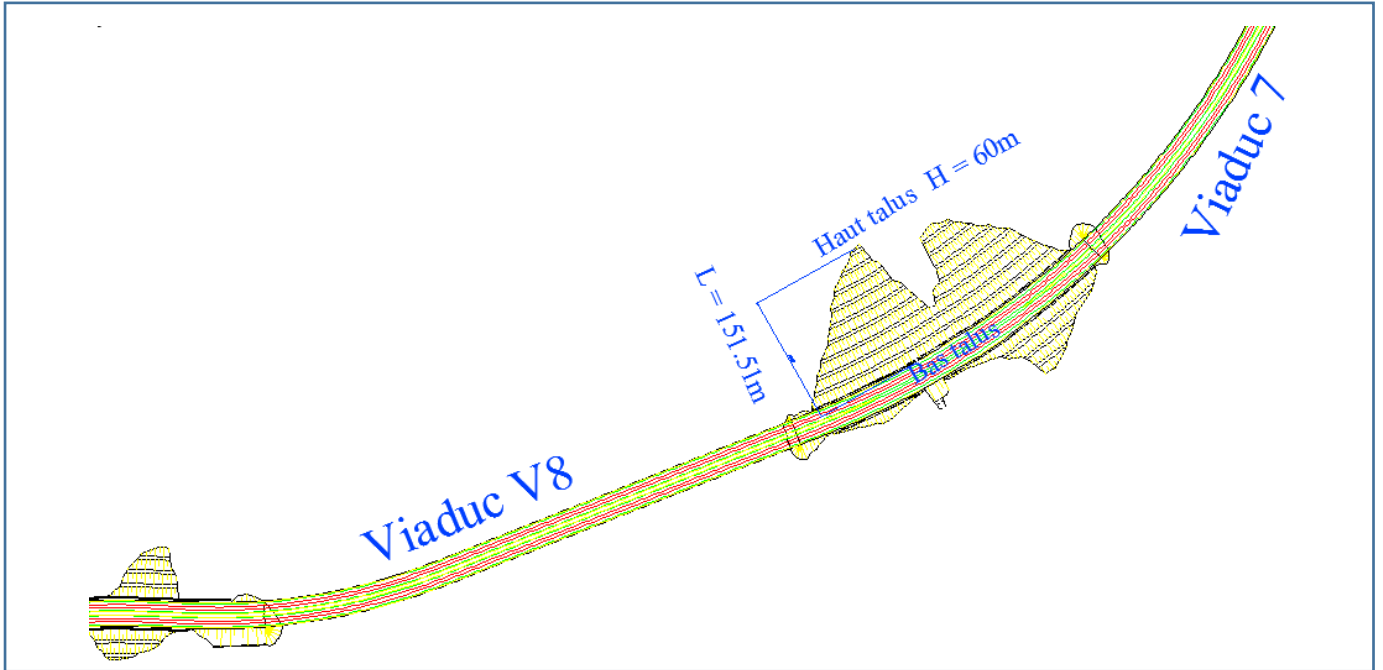 Viaduc 7
Haut talus H = 60m
L = 151.51m
Bas talus
Viaduc V8